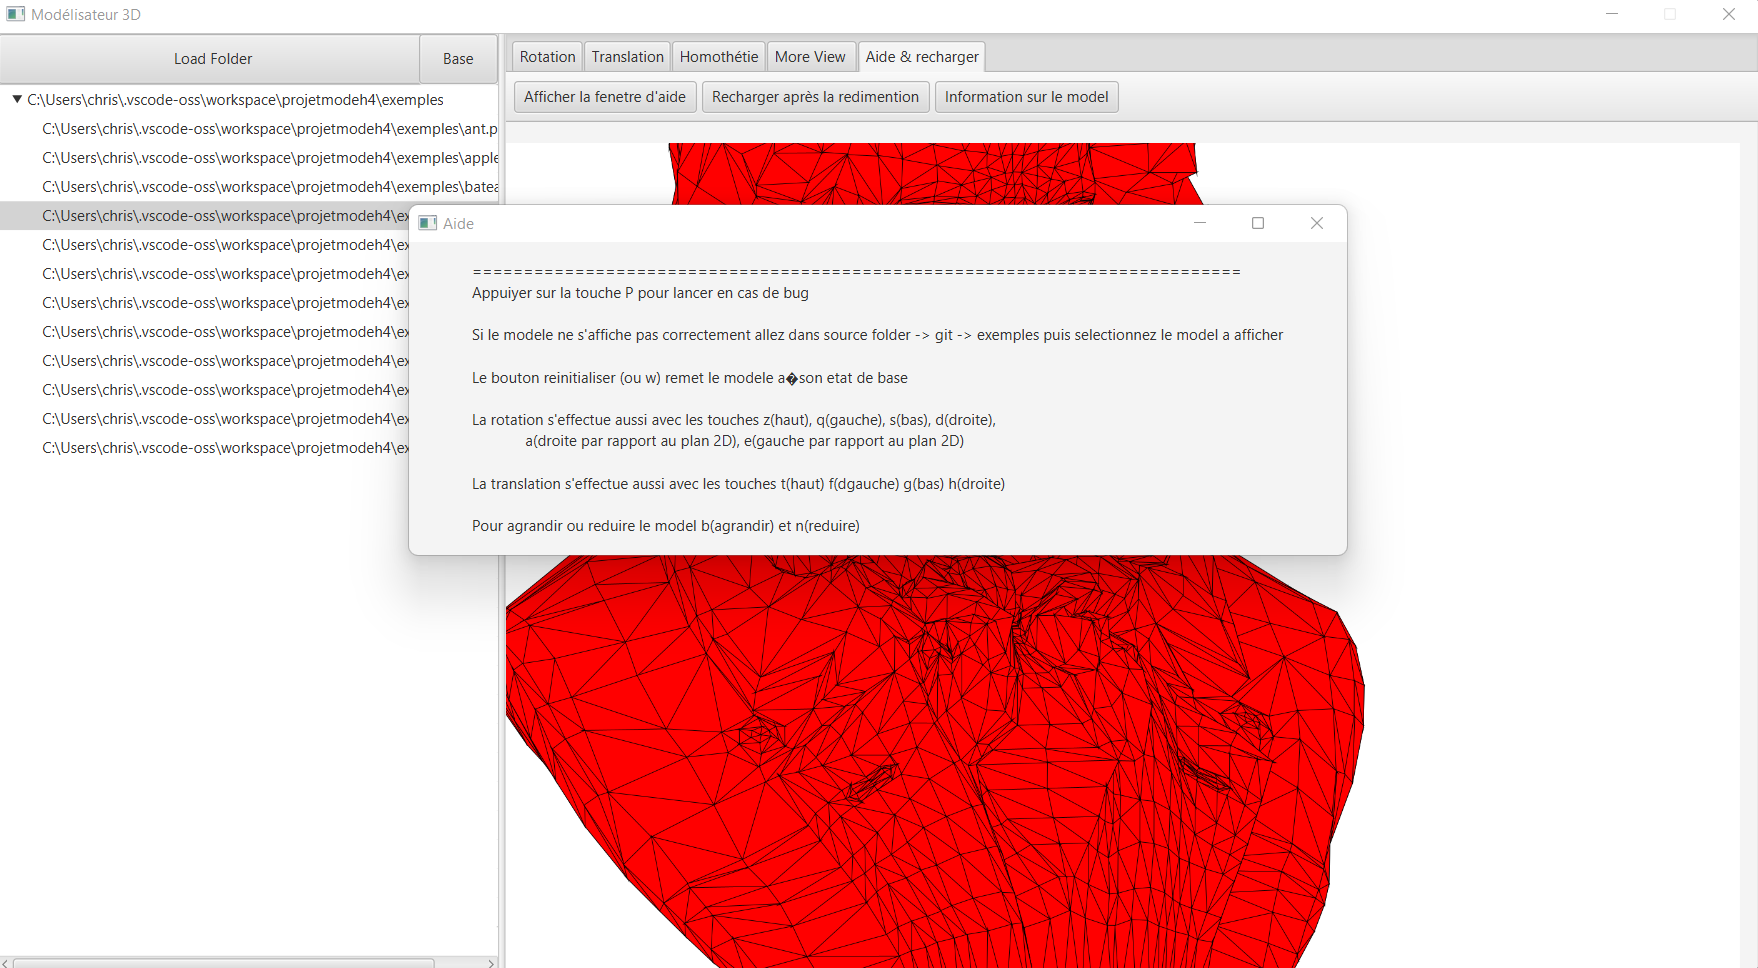 Modélisateur 3D
Load Folder
Base
Rotation
Translation
Homothétie
More View
Aide & recharger
Afficher la fenetre d'aide
Recharger après la redimention
Information sur le model
C:\Users\chris\.vscode-oss\workspace\projetmodeh4\exemples
C:\Users\chris\.vscode-oss\workspace\projetmodeh4\exemples\ant.p
C:\Users\chris\.vscode-oss\workspace\projetmodeh4\exemples\apple
C:\Users\chris\.vscode-oss\workspace\projetmodeh4\exemples\batea
C:\Users\chris\.vscode-oss\workspace\projetmodeh4\ex
C:\Users\chris\.vscode-oss\workspace\projetmodeh4\ex
C:\Users\chris\.vscode-oss\workspace\projetmodeh4\ex
C:\Users\chris\.vscode-oss\workspace\projetmodeh4\ex
C:\Users\chris\.vscode-oss\workspace\projetmodeh4\ex
C:\Users\chris\.vscode-oss\workspace\projetmodeh4\ex
C:\Users\chris\.vscode-oss\workspace\projetmodeh4\ex
C:\Users\chris\.vscode-oss\workspace\projetmodeh4\ex
C:\Users\chris\.vscode-oss\workspace\projetmodeh4\ex
Aide
===========================================================================
Appuiyer sur la touche P pour lancer en cas de bug
Si le modele ne s'affiche pas correctement allez dans source folder -> git -> exemples puis selectionnez le model a afficher
Le bouton reinitialiser (ou w) remet le modele a�son etat de base
La rotation s'effectue aussi avec les touches z(haut), q(gauche), s(bas), d(droite),
a(droite par rapport au plan 2D), e(gauche par rapport au plan 2D)
La translation s'effectue aussi avec les touches t(haut) f(dgauche) g(bas) h(droite)
Pour agrandir ou reduire le model b(agrandir) et n(reduire)